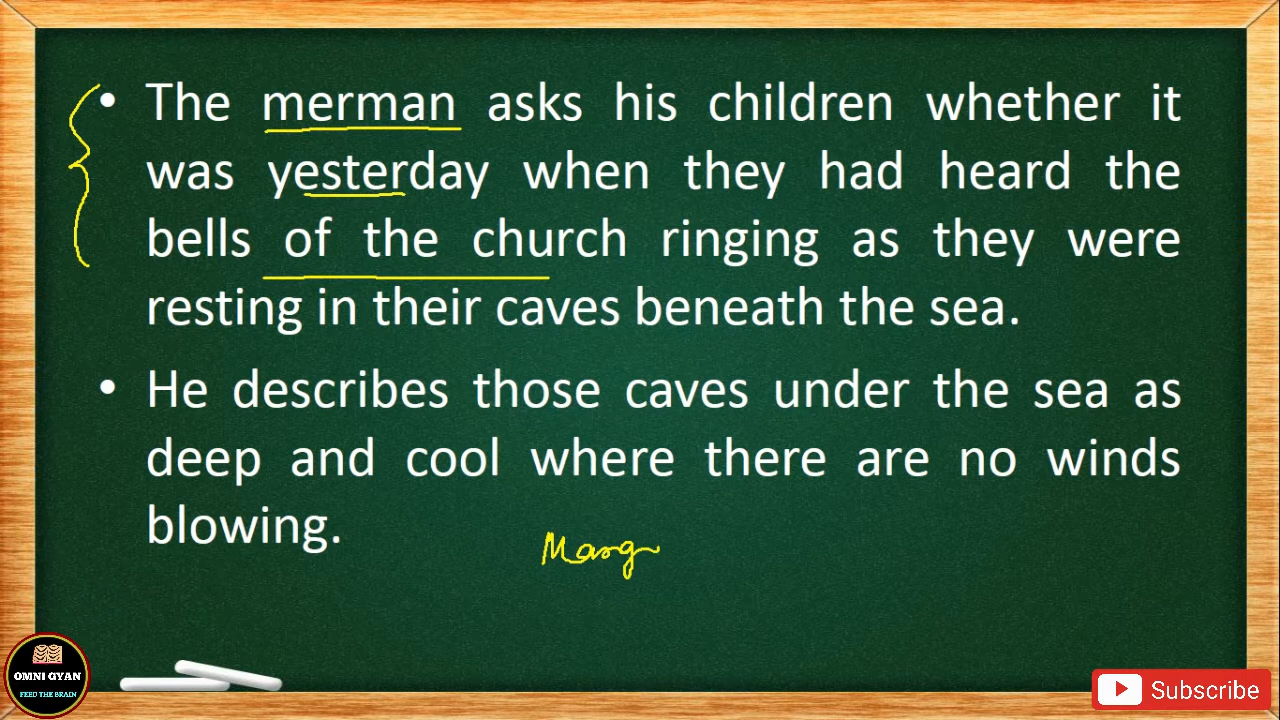 • The merman asks his children whether it
was yesterday when they had heard the
bells of the church ringing as they were
resting in their caves beneath the sea.
• He describes those caves under the sea as
deep and cool where there are no winds
blowing.
Marg
OMNI GYAN
FEED THE BRAIN
Subscribe